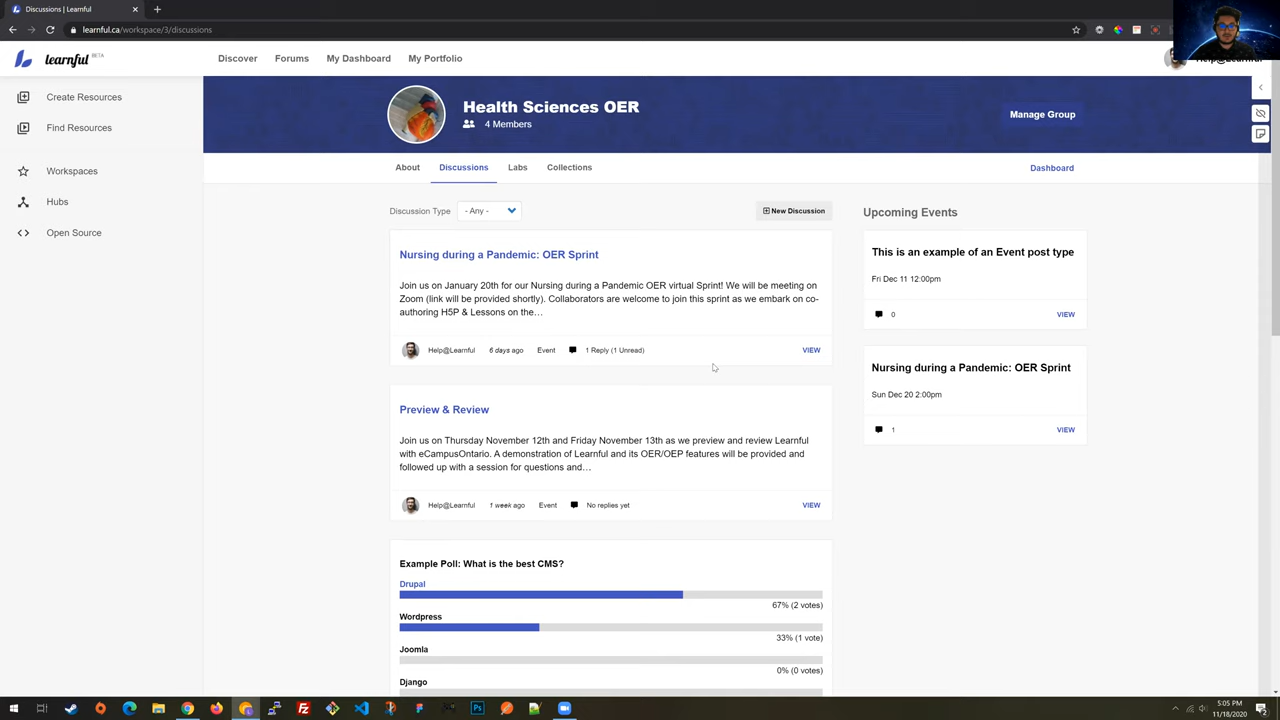 Discussions | Learnful
learnful.ca/workspace/3/discussions
learnful BETA
Discover
Forums
My Dashboard
My Portfolio
Help@Learnful
Create Resources
Find Resources
Workspaces
Hubs
Open Source
Health Sciences OER
4 Members
Manage Group
About
Discussions
Labs
Collections
Dashboard
Discussion Type
- Any -
New Discussion
Nursing during a Pandemic: OER Sprint
Join us on January 20th for our Nursing during a Pandemic OER virtual Sprint! We will be meeting on
Zoom (link will be provided shortly). Collaborators are welcome to join this sprint as we embark on co-
authoring H5P & Lessons on the…
Help@Learnful
6 days ago
Event
1 Reply (1 Unread)
VIEW
Preview & Review
Join us on Thursday November 12th and Friday November 13th as we preview and review Learnful
with eCampusOntario. A demonstration of Learnful and its OER/OEP features will be provided and
followed up with a session for questions and…
Help@Learnful
1 week ago
Event
No replies yet
VIEW
Example Poll: What is the best CMS?
Drupal
67% (2 votes)
Wordpress
33% (1 vote)
Joomla
0% (0 votes)
Django
Upcoming Events
This is an example of an Event post type
Fri Dec 11 12:00pm
0
VIEW
Nursing during a Pandemic: OER Sprint
Sun Dec 20 2:00pm
1
VIEW
Ps
5:05 PM
11/18/2020
2